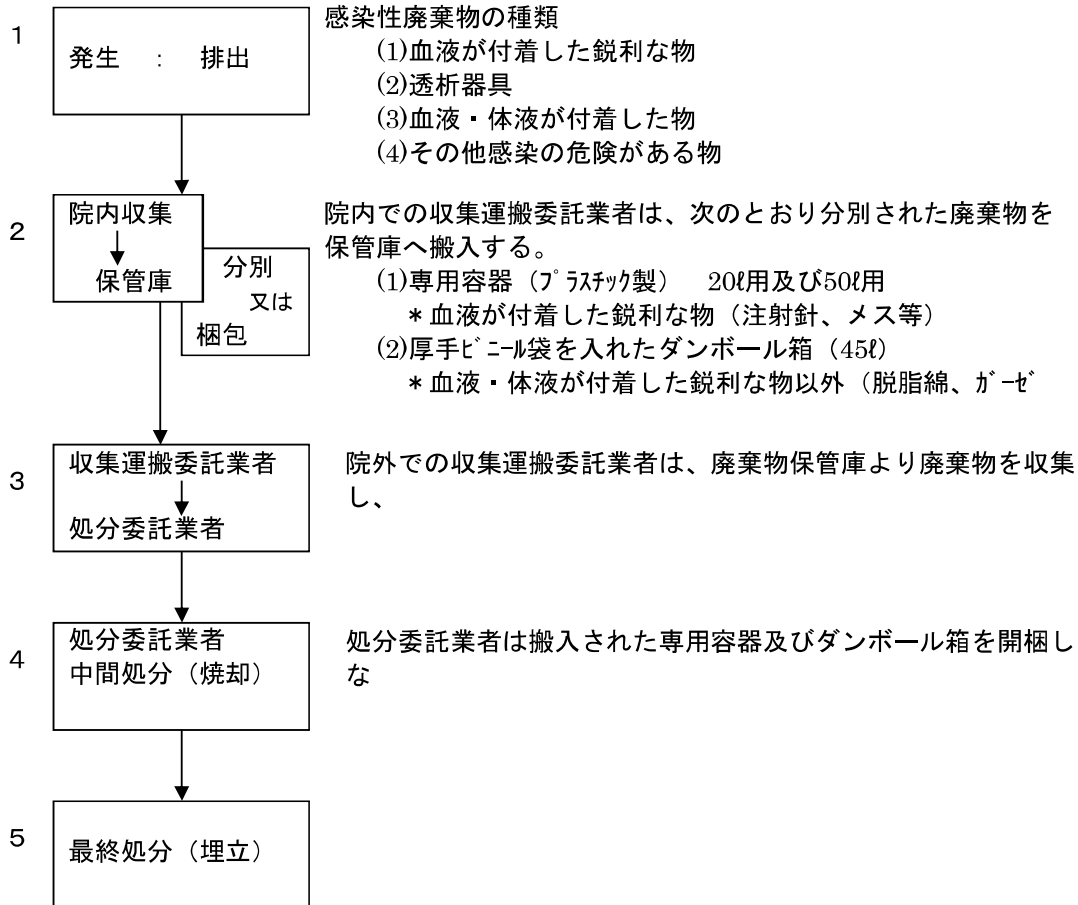 1
発生 : 排出
感染性廃棄物の種類
(1)血液が付着した鋭利な物
(2)透析器具
(3)血液・体液が付着した物
(4)その他感染の危険がある物
2
院内収集
保管庫
分別
又は
梱包
院内での収集運搬委託業者は、次のとおり分別された廃棄物を
保管庫へ搬入する。
(1)専用容器（ﾌﾟﾗｽﾁｯｸ製） 20ℓ用及び50ℓ用
＊血液が付着した鋭利な物（注射針、メス等）
(2)厚手ﾋﾞﾆｰﾙ袋を入れたダンボール箱（45ℓ）
＊血液・体液が付着した鋭利な物以外（脱脂綿、ｶﾞｰｾﾞ
3
収集運搬委託業者
処分委託業者
院外での収集運搬委託業者は、廃棄物保管庫より廃棄物を収集
し、
4
処分委託業者
中間処分（焼却）
処分委託業者は搬入された専用容器及びダンボール箱を開梱し
な
5
最終処分（埋立）